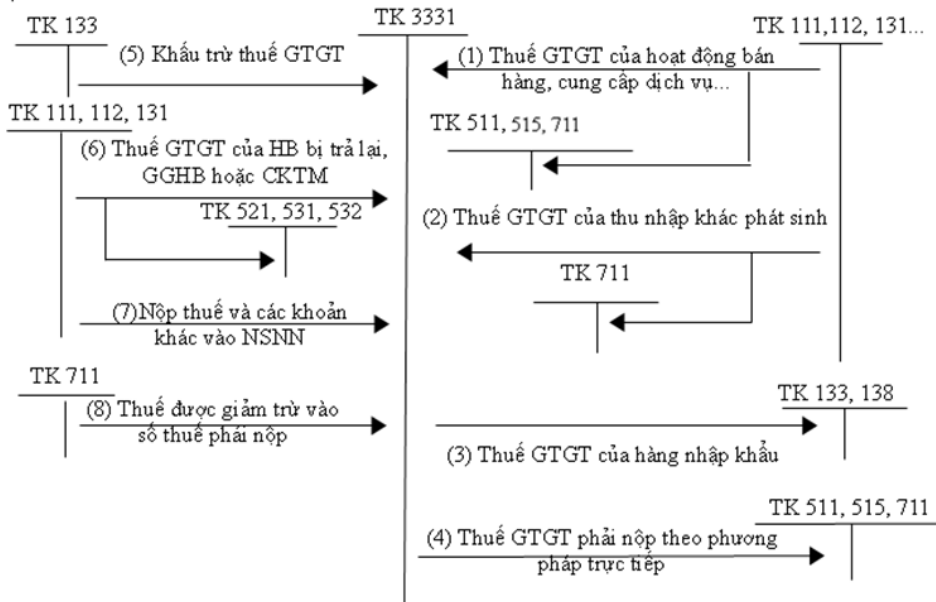 TK 133
TK 3331
TK 111,112, 131...
(5) Khấu trừ thuế GTGT
(1) Thuế GTGT của hoạt động bán
hàng, cung cấp dịch vụ...
TK 111, 112, 131
TK 511, 515, 711
(6) Thuế GTGT của HB bị trả lại,
GGHB hoặc CKTM
TK 521, 531, 532
(2) Thuế GTGT của thu nhập khác phát sinh
TK 711
(7)Nộp thuế và các khoản
khác vào NSNN
TK 711
TK 133, 138
(8) Thuế được giảm trừ vào
số thuế phải nộp
(3) Thuế GTGT của hàng nhập khẩu
TK 511, 515, 711
(4) Thuế GTGT phải nộp theo phương
pháp trực tiếp